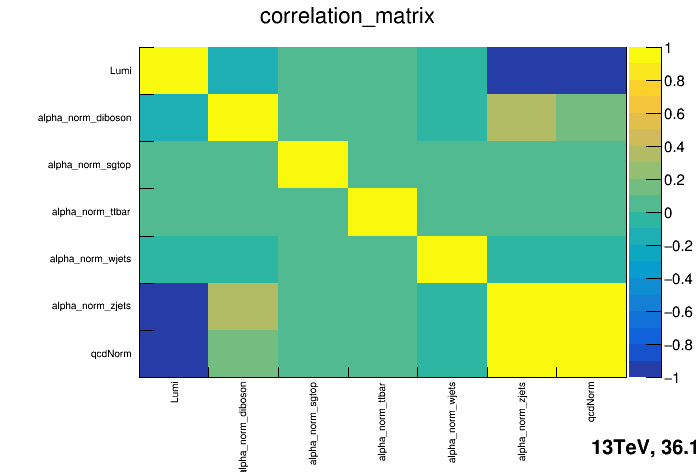 correlation_matrix
Lumi
alpha_norm_diboson
alpha_norm_sgtop
alpha_norm_ttbar
alpha_norm_wjets
alpha_norm_zjets
qcdNorm
1
0.8
0.6
0.4
0.2
0
−0.2
−0.4
−0.6
−0.8
−1
Lumi
alpha_norm_diboson
alpha_norm_sgtop
alpha_norm_ttbar
alpha_norm_wjets
alpha_norm_zjets
qcdNorm
13TeV, 36.1